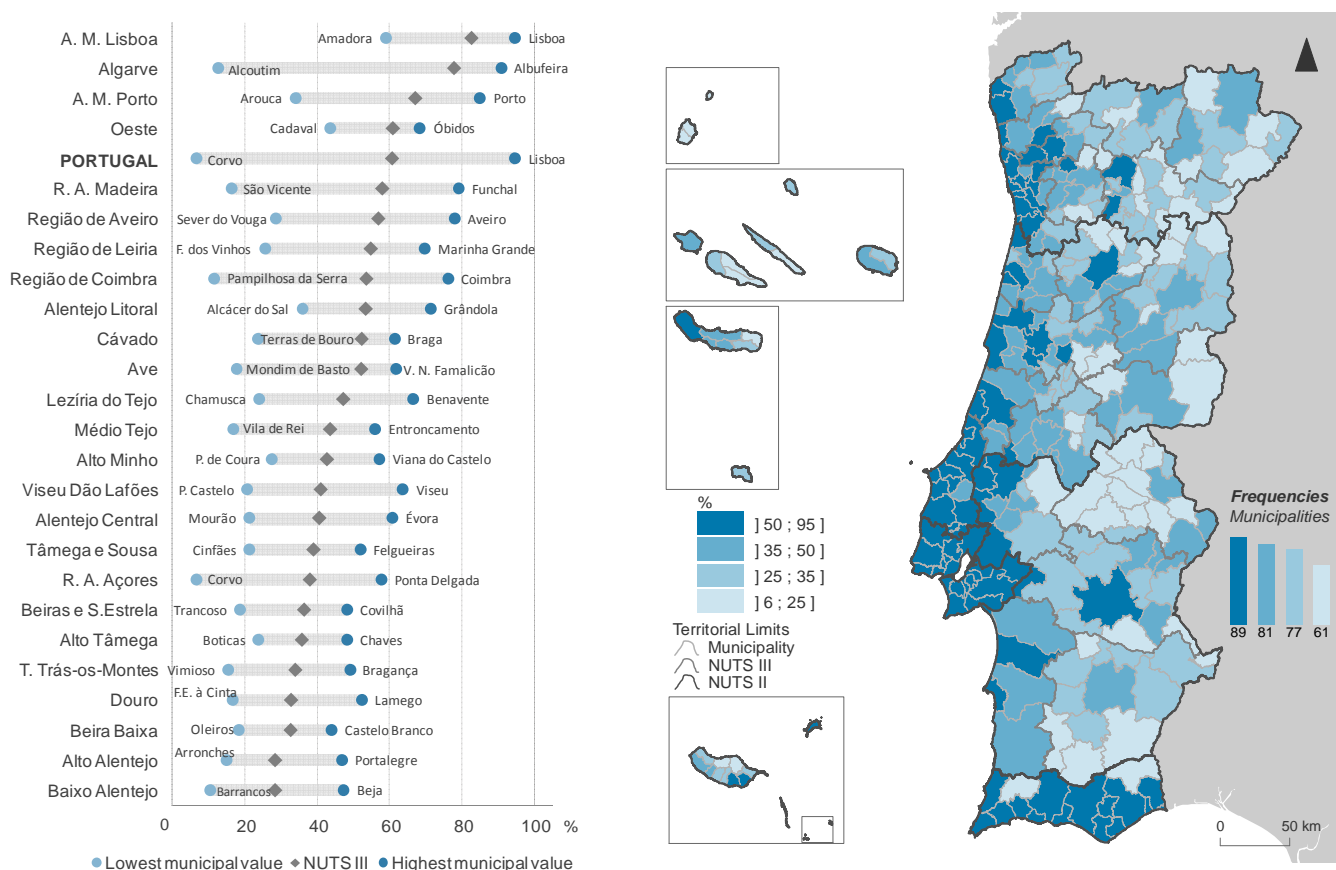 A. M. Lisboa Amadora Lisboa
Algarve Alcoutim Albufeira
A. M. Porto Arouca Porto
Oeste Cadaval Óbidos
PORTUGAL Corvo Lisboa
R. A. Madeira São Vicente Funchal
Região de Aveiro Sever do Vouga Aveiro
Região de Leiria F. dos Vinhos Marinha Grande
Região de Coimbra Pampilhosa da Serra Coimbra
Alentejo Litoral Alcácer do Sal Grândola
Cávado Terras de Bouro Braga
Ave Mondim de Basto V. N. Famalicão
Lezíria do Tejo Chamusca Benavente
Médio Tejo Vila de Rei Entroncamento
Alto Minho P. de Coura Viana do Castelo
Viseu Dão Lafões P. Castelo Viseu
Alentejo Central Mourão Évora
Tâmega e Sousa Cinfães Felgueiras
R. A. Açores Corvo Ponta Delgada
Beiras e S.Estrela Trancoso Covilhã
Alto Tâmega Boticas Chaves
T. Trás-os-Montes Vimioso Bragança
Douro F.E. à Cinta Lamego
Beira Baixa Oleiros Castelo Branco
Alto Alentejo Arronches Portalegre
Baixo Alentejo Barrancos Beja
0 20 40 60 80 100 %
Lowest municipal value NUTS III Highest municipal value
%
] 50 ; 95 ]
] 35 ; 50 ]
] 25 ; 35 ]
] 6 ; 25 ]
Territorial Limits
Municipality
NUTS III
NUTS II
Frequencies
Municipalities
89 81 77 61
0 50 km